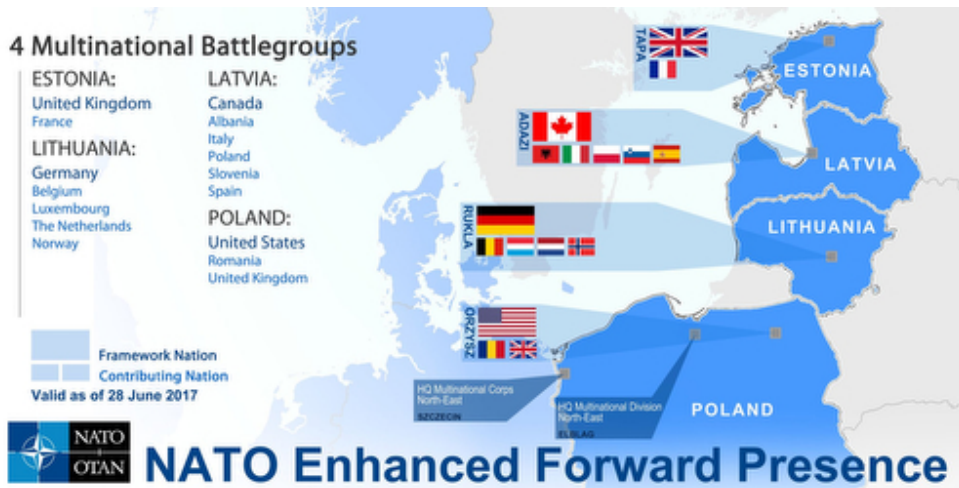 4 Multinational Battlegroups
ESTONIA:
United Kingdom
France
LITHUANIA:
Germany
Belgium
Luxembourg
The Netherlands
Norway
LATVIA:
Canada
Albania
Italy
Poland
Slovenia
Spain
POLAND:
United States
Romania
United Kingdom
Framework Nation
Contributing Nation
Valid as of 28 June 2017
TAPA
ADAZI
RUKLA
ORZYSZ
ESTONIA
LATVIA
LITHUANIA
POLAND
HQ Multinational Corps
North-East
SZCZECIN
HQ Multinational Division
North-East
ELBLAG
NATO
OTAN
NATO Enhanced Forward Presence